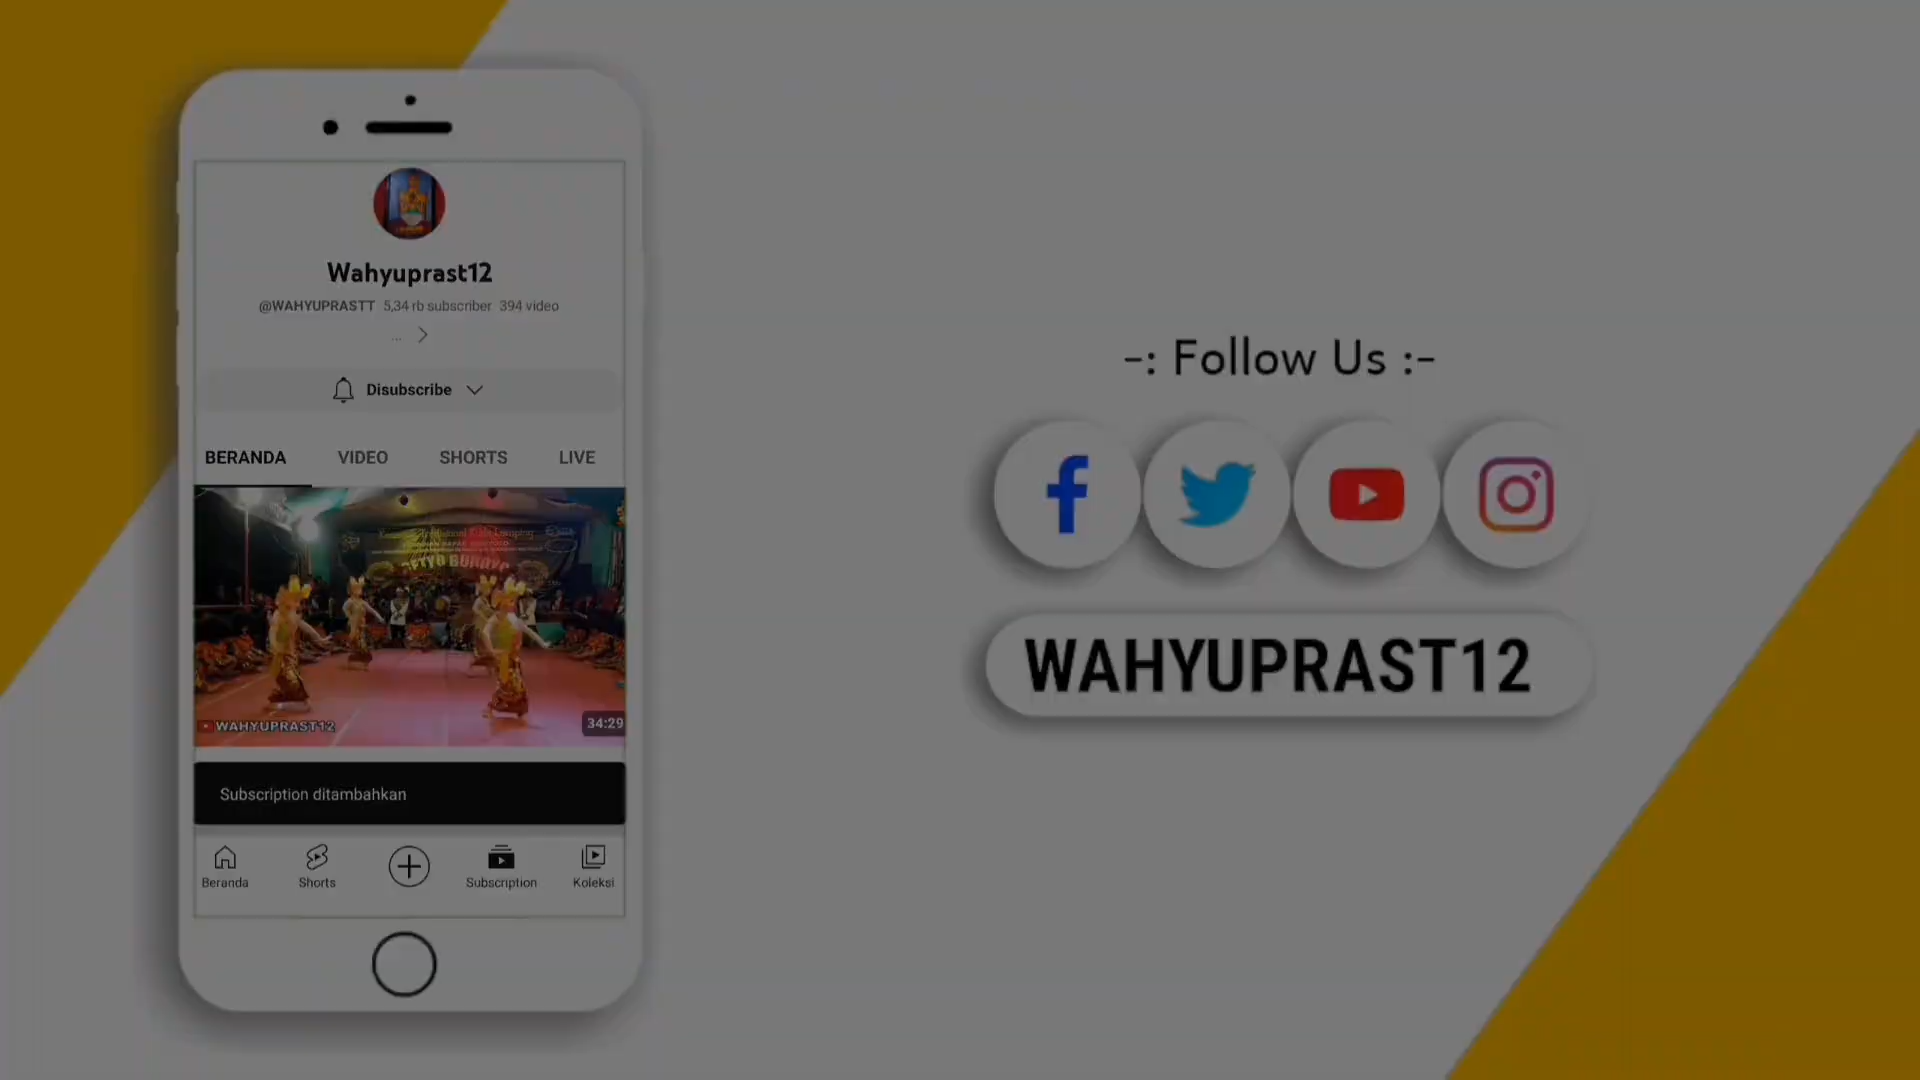 Wahyuprast12
@WAHYUPRASTT 5,34 rb subscriber 394 video
...
Disubscribe
BERANDA VIDEO SHORTS LIVE
WAHYUPRAST12
34:29
Subscription ditambahkan
Beranda Shorts Subscription Koleksi
-: Follow Us :-
WAHYUPRAST12